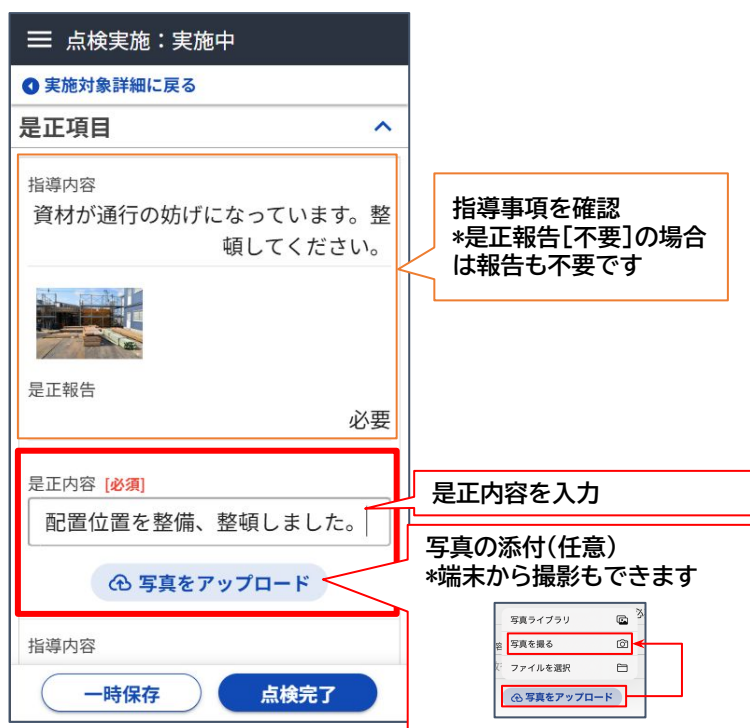 点検実施：実施中
実施対象詳細に戻る
是正項目
指導内容
資材が通行の妨げになっています。整
頓してください。
是正報告
必要
是正内容 [必須]
配置位置を整備、整頓しました。
写真をアップロード
指導内容
一時保存
点検完了
指導事項を確認
*是正報告[不要]の場合
は報告も不要です
是正内容を入力
写真の添付(任意)
*端末から撮影もできます
写真ライブラリ
写真を撮る
ファイルを選択
写真をアップロード